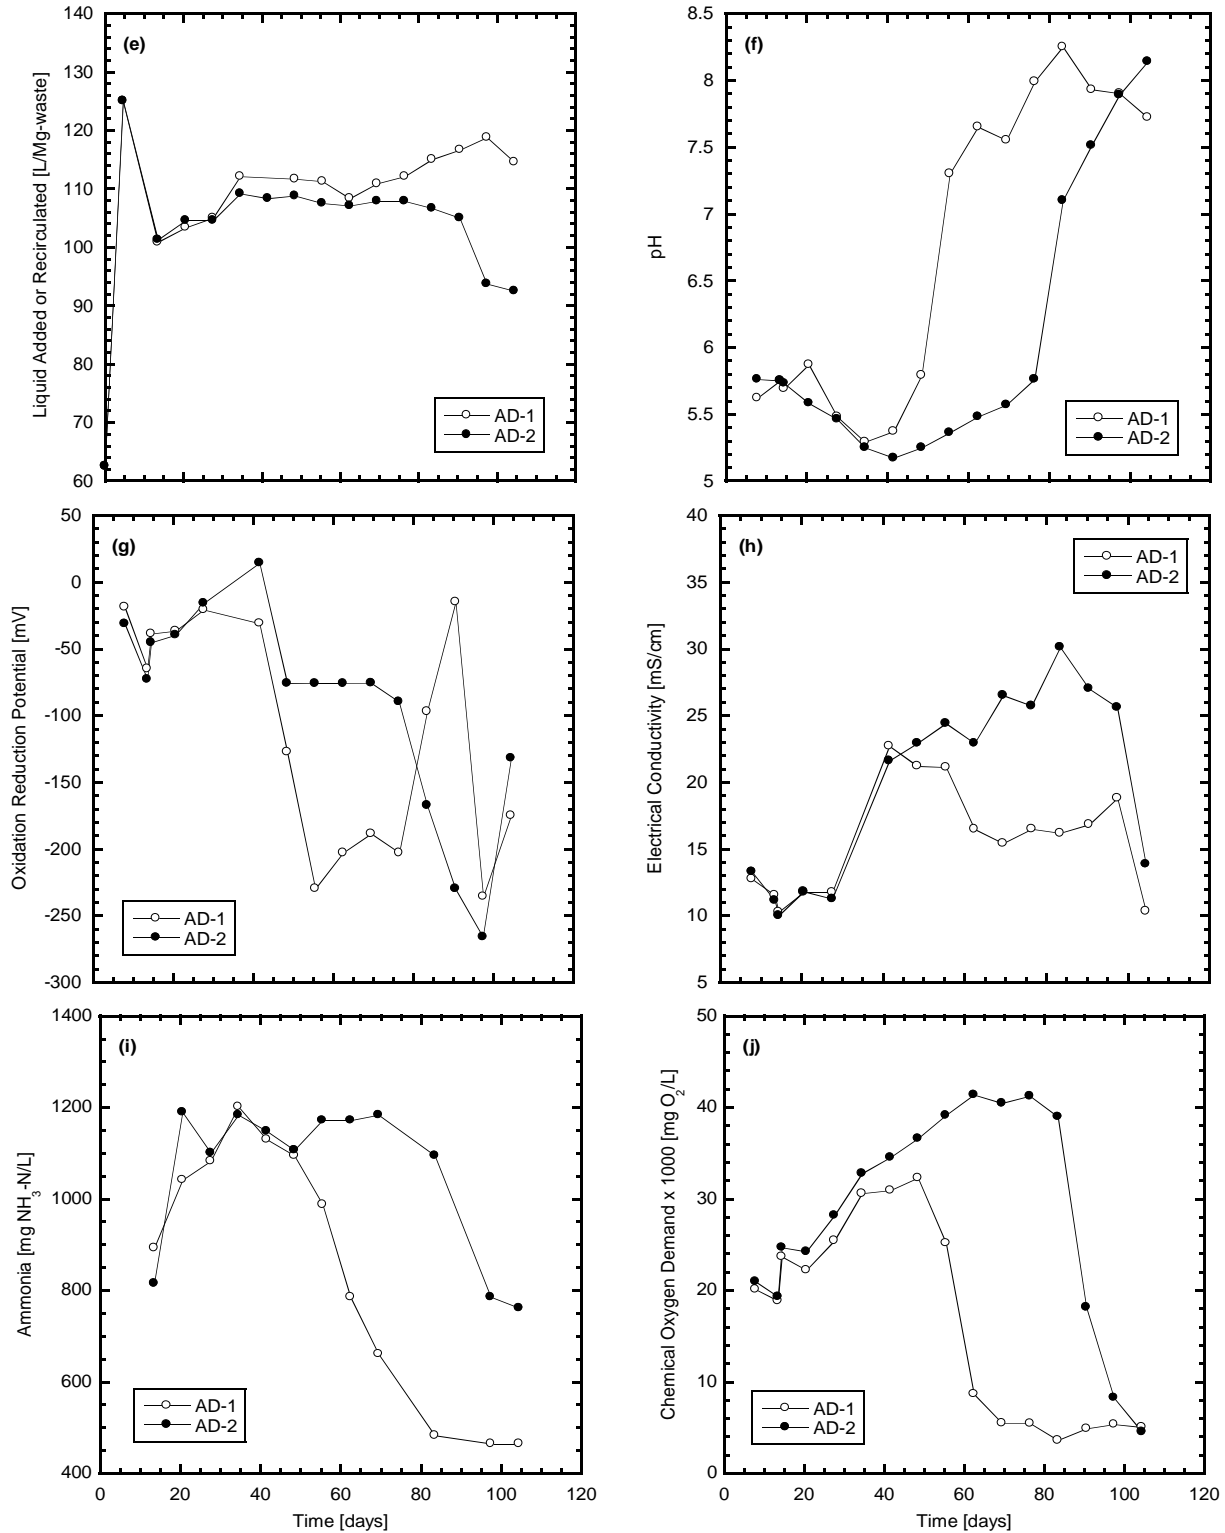 140
130
120
110
100
90
80
70
60
Liquid Added or Recirculated [L/Mg-waste]
(e)
AD-1
AD-2
8.5
8
7.5
7
6.5
6
5.5
5
pH
(f)
AD-1
AD-2
50
0
-50
-100
-150
-200
-250
-300
Oxidation Reduction Potential [mV]
(g)
AD-1
AD-2
40
35
30
25
20
15
10
5
Electrical Conductivity [mS/cm]
(h)
AD-1
AD-2
1400
1200
1000
800
600
400
Ammonia [mg NH3-N/L]
(i)
AD-1
AD-2
0 20 40 60 80 100 120
Time [days]
50
40
30
20
10
0
Chemical Oxygen Demand x 1000 [mg O2/L]
(j)
AD-1
AD-2
0 20 40 60 80 100 120
Time [days]